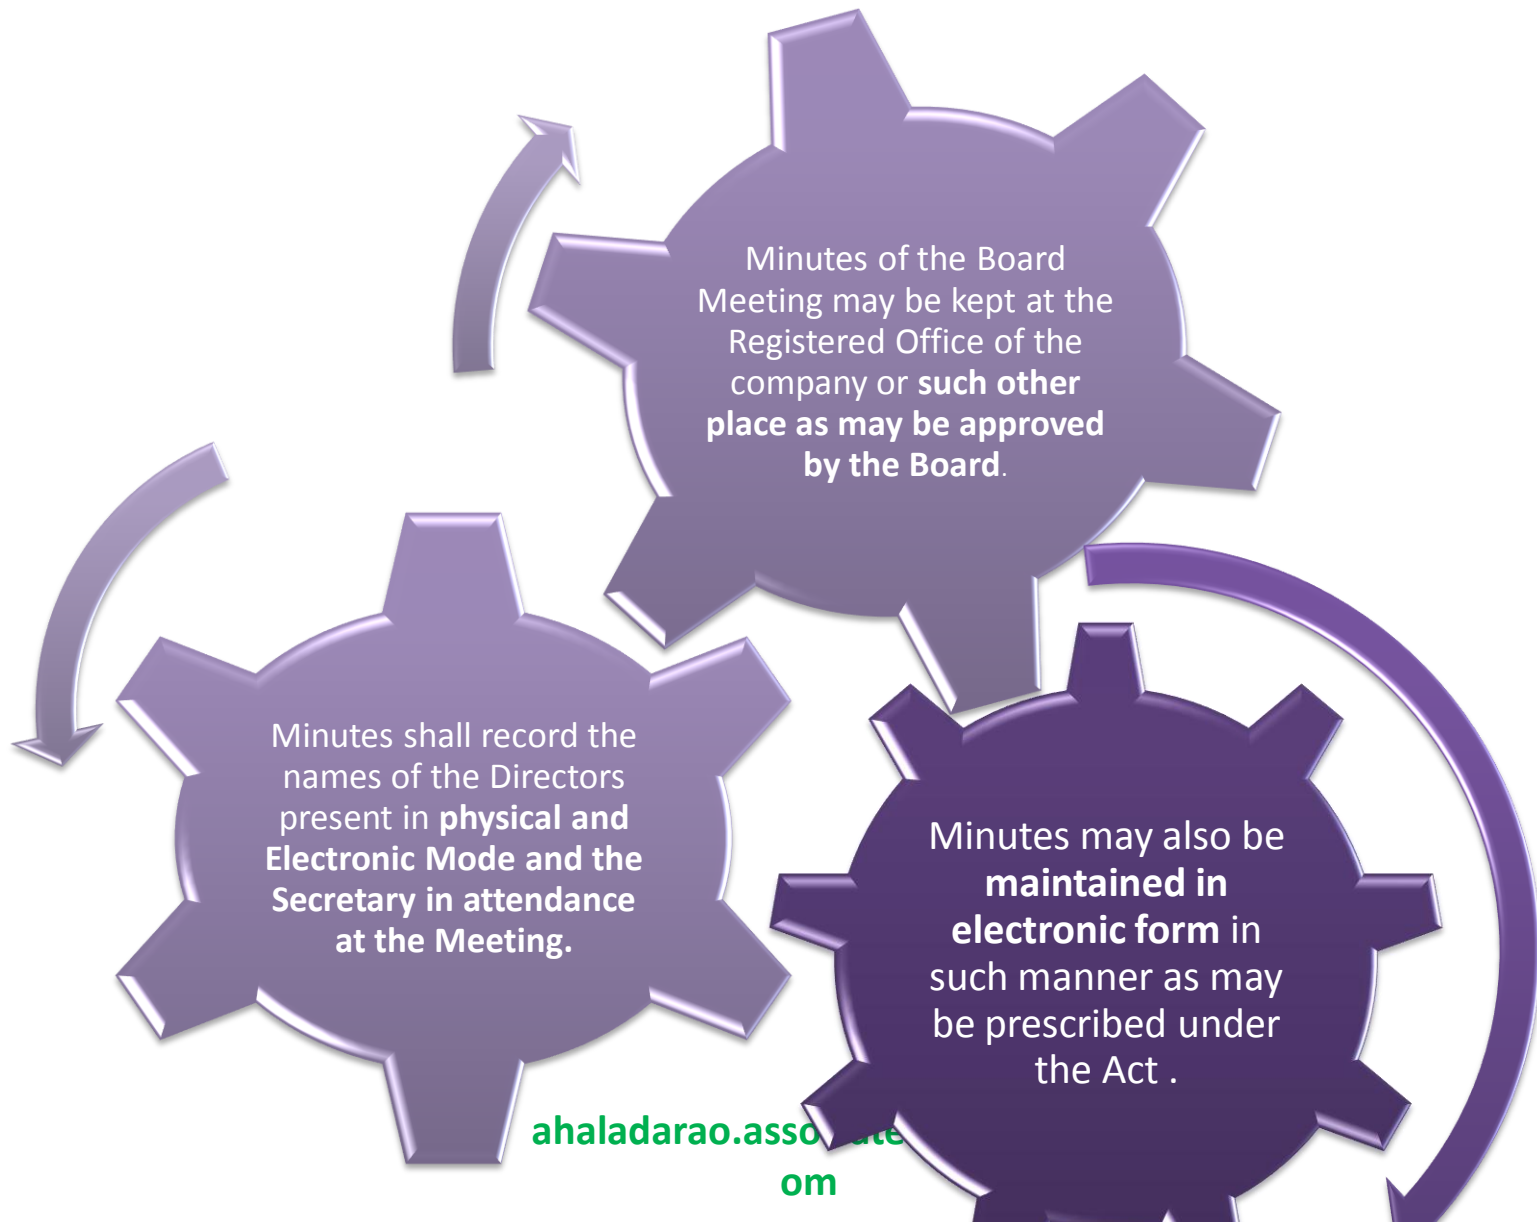 Minutes of the Board
Meeting may be kept at the
Registered Office of the
company or such other
place as may be approved
by the Board.
Minutes shall record the
names of the Directors
present in physical and
Electronic Mode and the
Secretary in attendance
at the Meeting.
Minutes may also be
maintained in
electronic form in
such manner as may
be prescribed under
the Act .
om